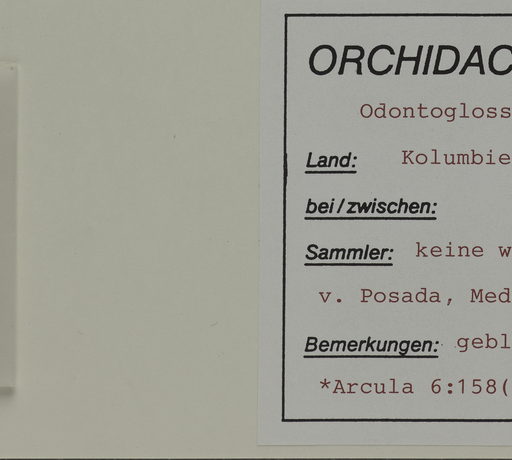 ORCHIDAC
Odontogloss
Land: Kolumbie
bei/zwischen:
Sammler: keine w
v. Posada, Med
Bemerkungen: gebl
*Arcula 6:158(